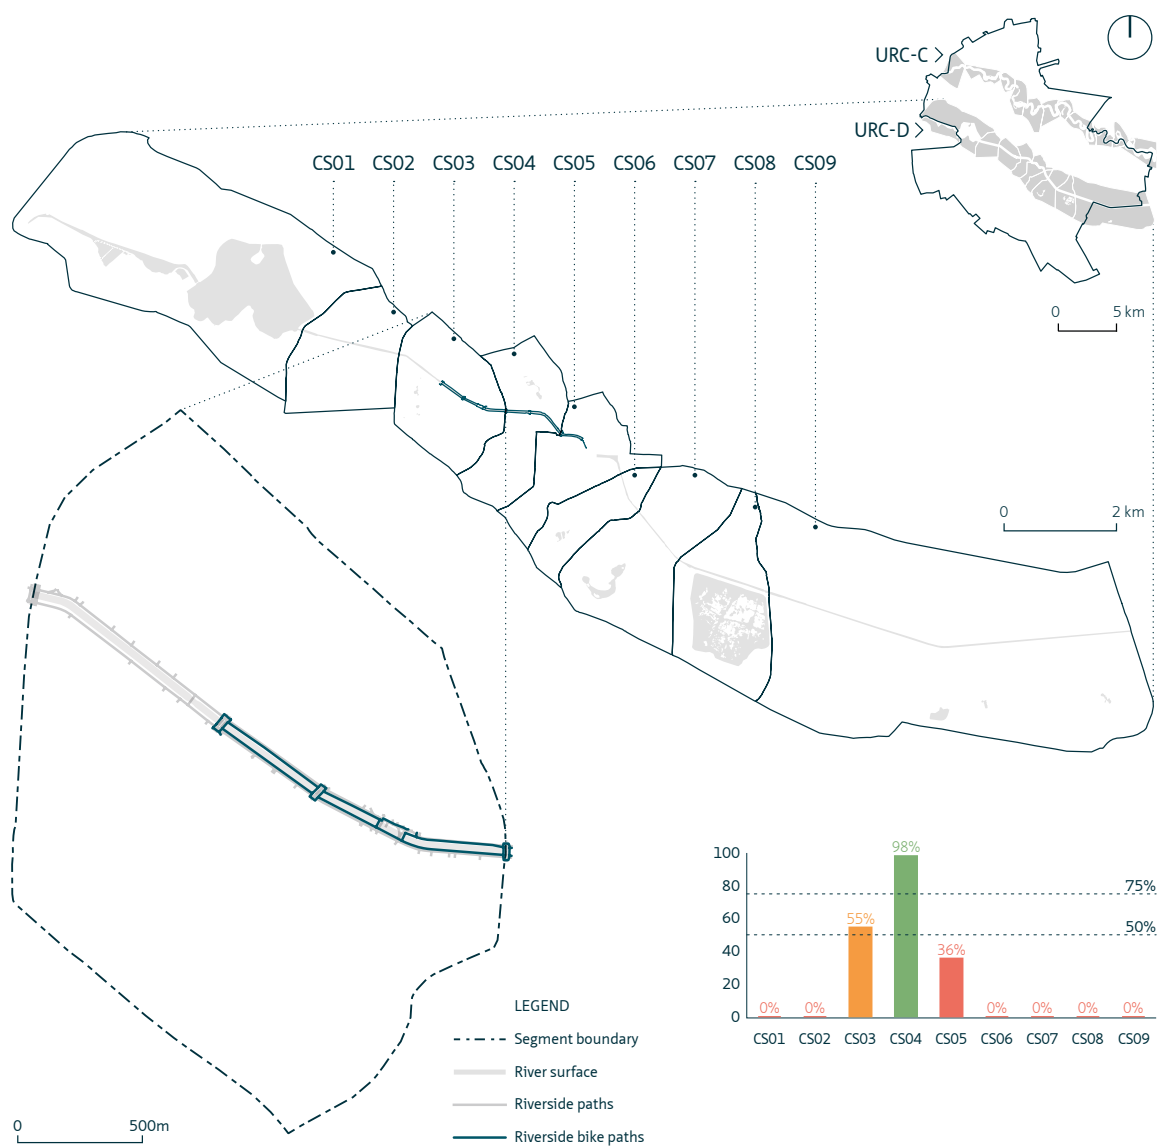 URC-C
URC-D
0 5 km
CS01 CS02 CS03 CS04 CS05 CS06 CS07 CS08 CS09
0 2 km
100
80
60
40
20
0
75%
50%
0% 0% 55% 98% 36% 0% 0% 0% 0%
CS01 CS02 CS03 CS04 CS05 CS06 CS07 CS08 CS09
LEGEND
Segment boundary
River surface
Riverside paths
Riverside bike paths
0 500m